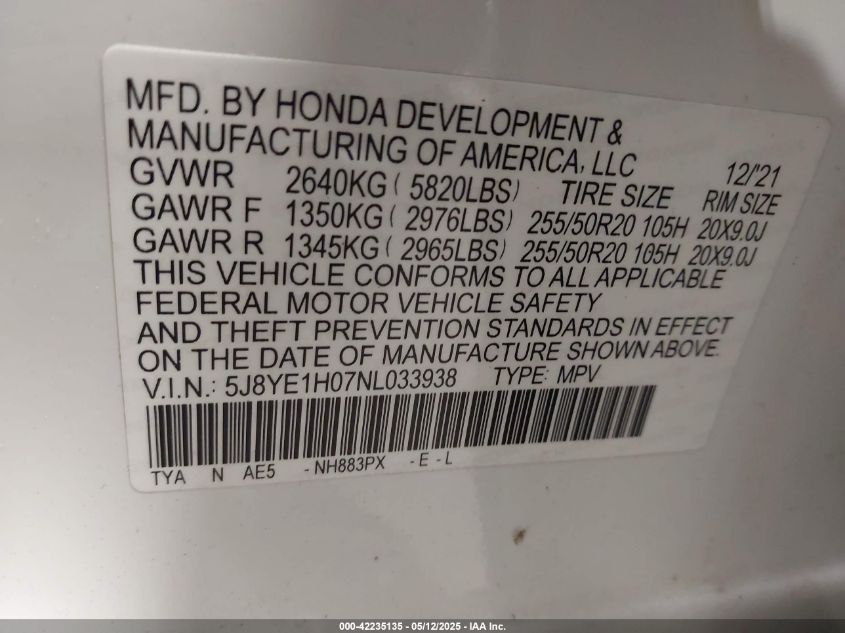 MFD. BY HONDA DEVELOPMENT &
MANUFACTURING OF AMERICA, LLC 12/'21
GVWR 2640KG ( 5820LBS) TIRE SIZE RIM SIZE
GAWR F 1350KG ( 2976LBS) 255/50R20 105H 20X9.0J
GAWR R 1345KG ( 2965LBS) 255/50R20 105H 20X9.0J
THIS VEHICLE CONFORMS TO ALL APPLICABLE
FEDERAL MOTOR VEHICLE SAFETY
AND THEFT PREVENTION STANDARDS IN EFFECT
ON THE DATE OF MANUFACTURE SHOWN ABOVE.
V.I.N.: 5J8YE1H07NL033938 TYPE: MPV
TYA N AE5 -NH883PX -E-L
000-42235135 - 05/12/2025 - IAA Inc.